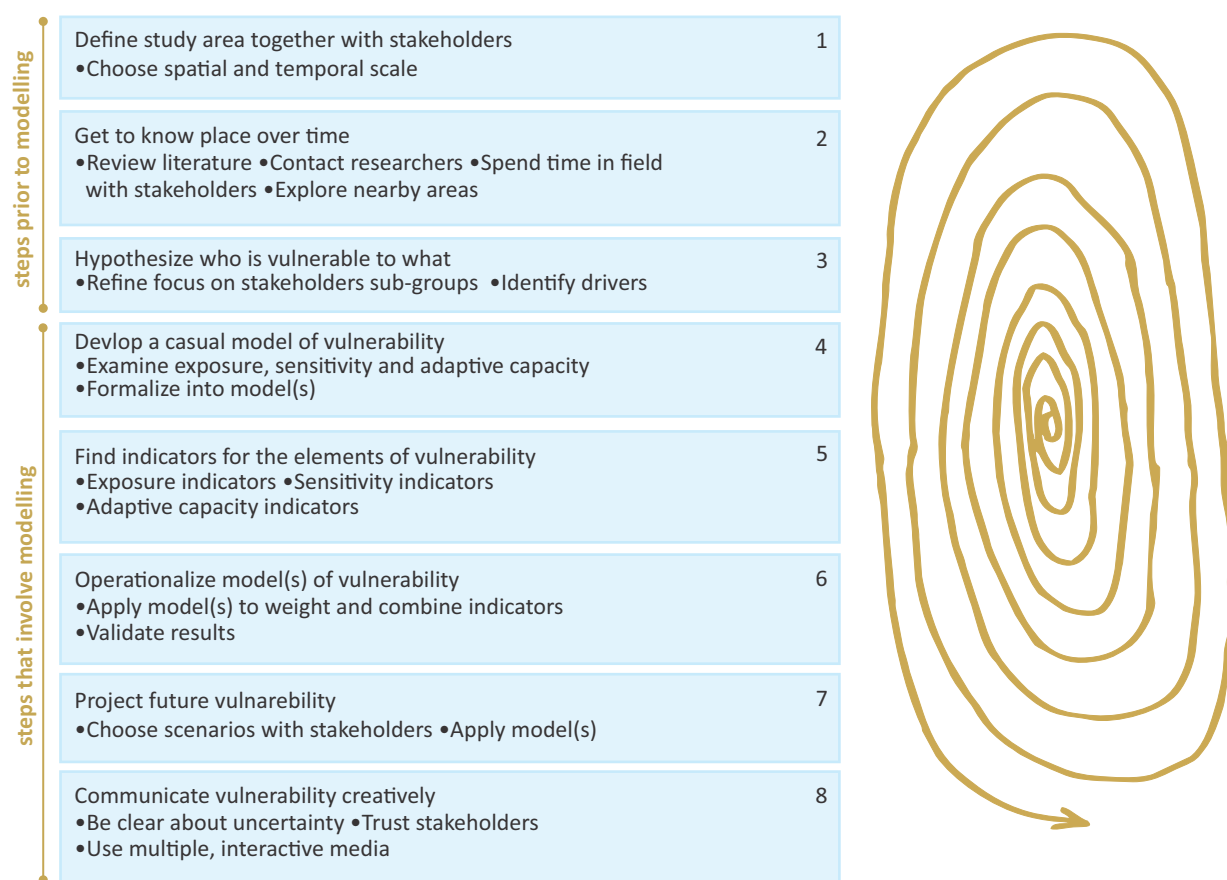 steps prior to modelling
Define study area together with stakeholders 1
•Choose spatial and temporal scale
Get to know place over time 2
•Review literature •Contact researchers •Spend time in field
with stakeholders •Explore nearby areas
Hypothesize who is vulnerable to what 3
•Refine focus on stakeholders sub-groups •Identify drivers
steps that involve modelling
Devlop a casual model of vulnerability 4
•Examine exposure, sensitivity and adaptive capacity
•Formalize into model(s)
Find indicators for the elements of vulnerability 5
•Exposure indicators •Sensitivity indicators
•Adaptive capacity indicators
Operationalize model(s) of vulnerability 6
•Apply model(s) to weight and combine indicators
•Validate results
Project future vulnarebility 7
•Choose scenarios with stakeholders •Apply model(s)
Communicate vulnerability creatively 8
•Be clear about uncertainty •Trust stakeholders
•Use multiple, interactive media